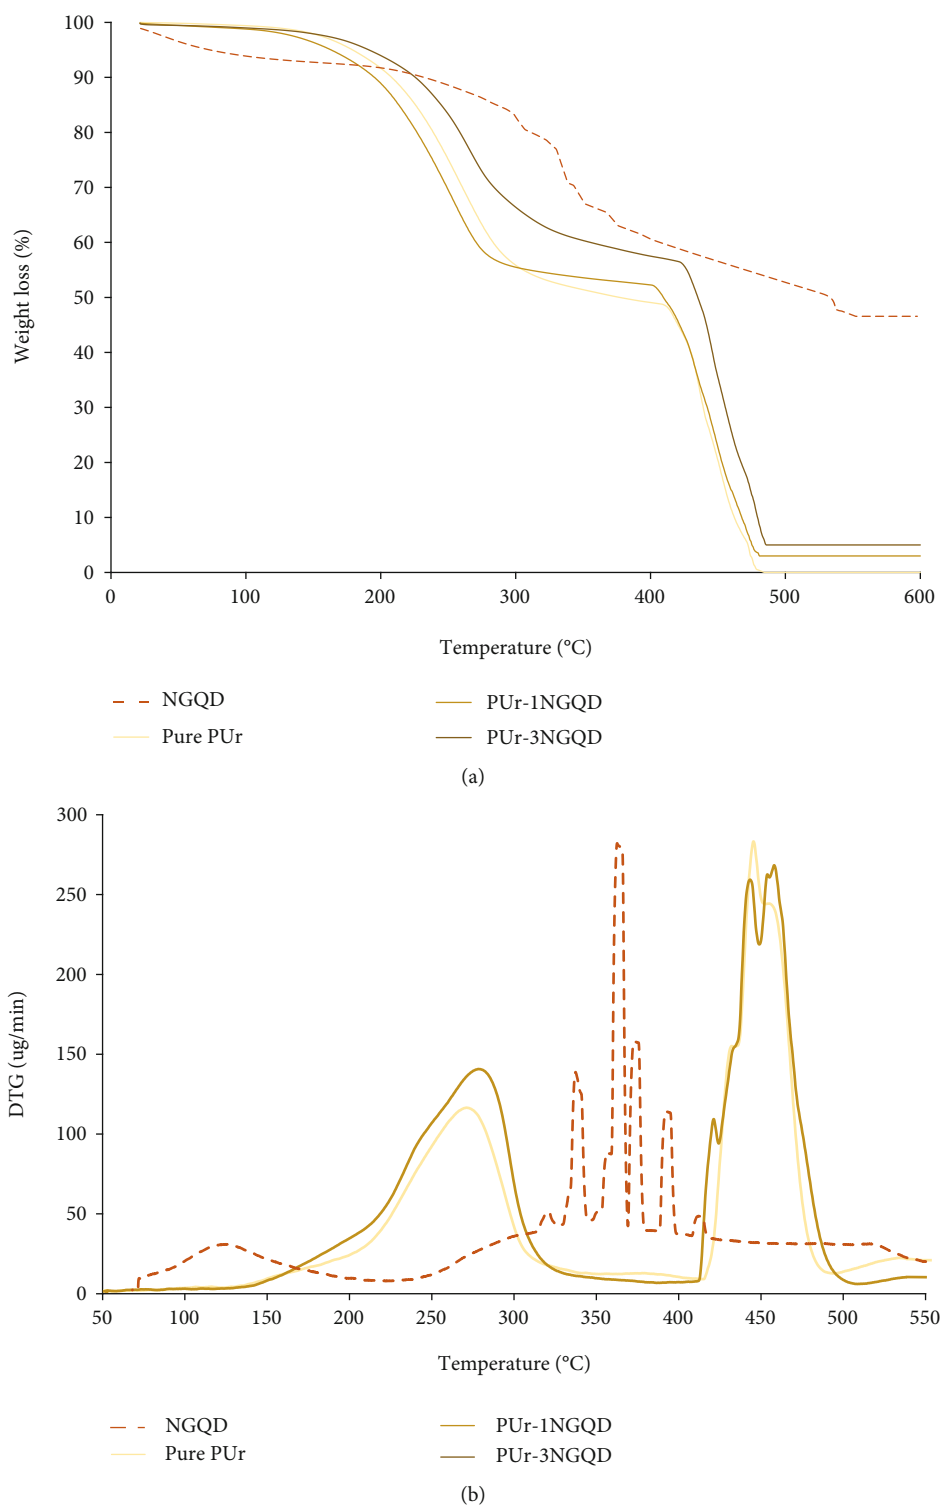 100
90
80
70
60
50
40
30
20
10
0
Weight loss (%)
0 100 200 300 400 500 600
Temperature (°C)
NGQD PUr-1NGQD
Pure PUr PUr-3NGQD
(a)
300
250
200
150
100
50
0
DTG (ug/min)
50 100 150 200 250 300 350 400 450 500 550
Temperature (°C)
NGQD PUr-1NGQD
Pure PUr PUr-3NGQD
(b)